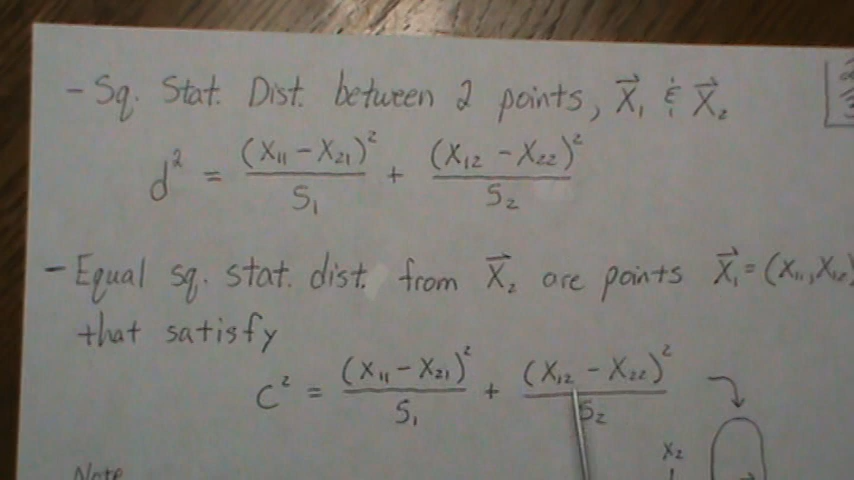 - Sq. Stat. Dist. between 2 points, X⃗₁ & X⃗₂
d² = (X₁₁ - X₂₁)² / S₁ + (X₁₂ - X₂₂)² / S₂
- Equal sq. stat. dist. from X⃗₂ are points X⃗₁ = (X₁₁, X₁₂)
that satisfy
c² = (X₁₁ - X₂₁)² / S₁ + (X₁₂ - X₂₂)² / S₂
X₂
Note